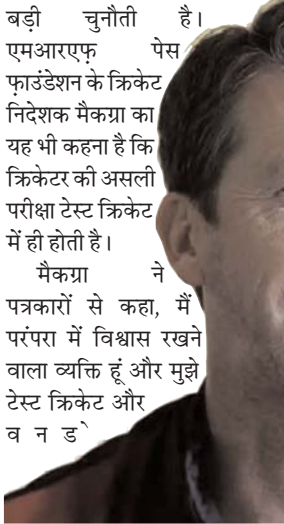 बड़ी चुनौती है।
एमआरएफ़ पेस
फ़ाउंडेशन के क्रिकेट
निदेशक मैकग्रा का
यह भी कहना है कि
क्रिकेटर की असली
परीक्षा टेस्ट क्रिकेट
में ही होती है।
मैकग्रा ने
पत्रकारों से कहा, मैं
परंपरा में विश्वास रखने
वाला व्यक्ति हूं और मुझे
टेस्ट क्रिकेट और
व न डे